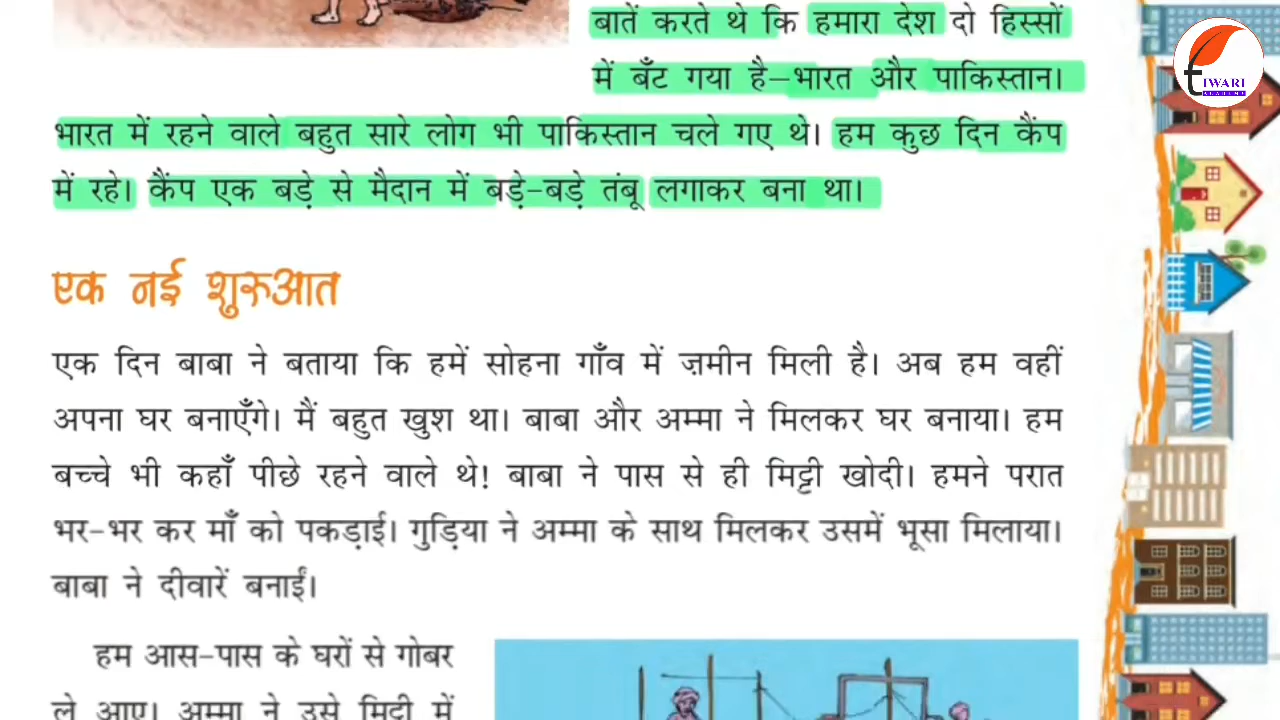 बातें करते थे कि हमारा देश दो हिस्सों
में बँट गया है–भारत और पाकिस्तान।
भारत में रहने वाले बहुत सारे लोग भी पाकिस्तान चले गए थे। हम कुछ दिन कैंप
में रहे। कैंप एक बड़े से मैदान में बड़े-बड़े तंबू लगाकर बना था।
एक नई शुरुआत
एक दिन बाबा ने बताया कि हमें सोहना गाँव में ज़मीन मिली है। अब हम वहीं
अपना घर बनाएँगे। मैं बहुत खुश था। बाबा और अम्मा ने मिलकर घर बनाया। हम
बच्चे भी कहाँ पीछे रहने वाले थे! बाबा ने पास से ही मिट्टी खोदी। हमने परात
भर-भर कर माँ को पकड़ाई। गुड़िया ने अम्मा के साथ मिलकर उसमें भूसा मिलाया।
बाबा ने दीवारें बनाईं।
हम आस-पास के घरों से गोबर
ले आए। अम्मा ने उसे मिट्टी में
tIWARI
ACADEMY